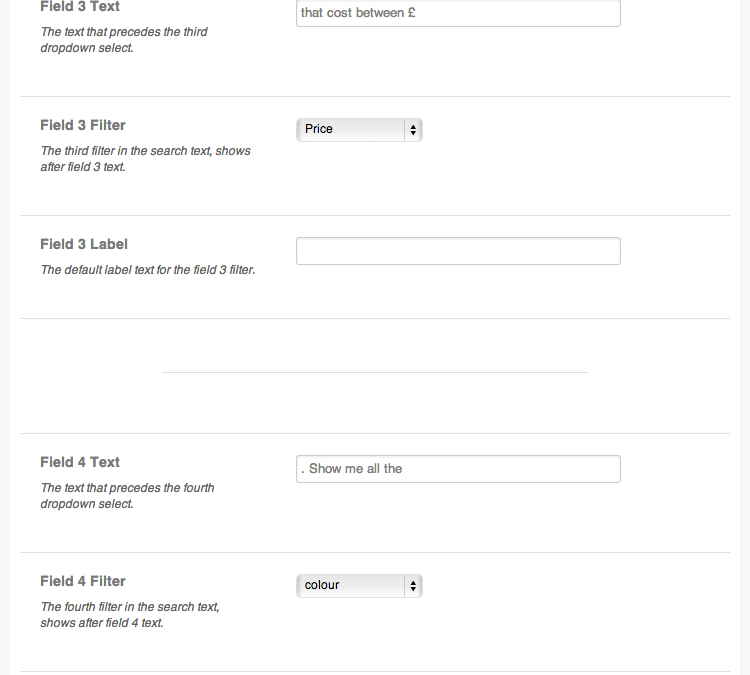 Field 3 Text
that cost between £
The text that precedes the third
dropdown select.
Field 3 Filter
Price
The third filter in the search text, shows
after field 3 text.
Field 3 Label
The default label text for the field 3 filter.
Field 4 Text
. Show me all the
The text that precedes the fourth
dropdown select.
Field 4 Filter
colour
The fourth filter in the search text,
shows after field 4 text.